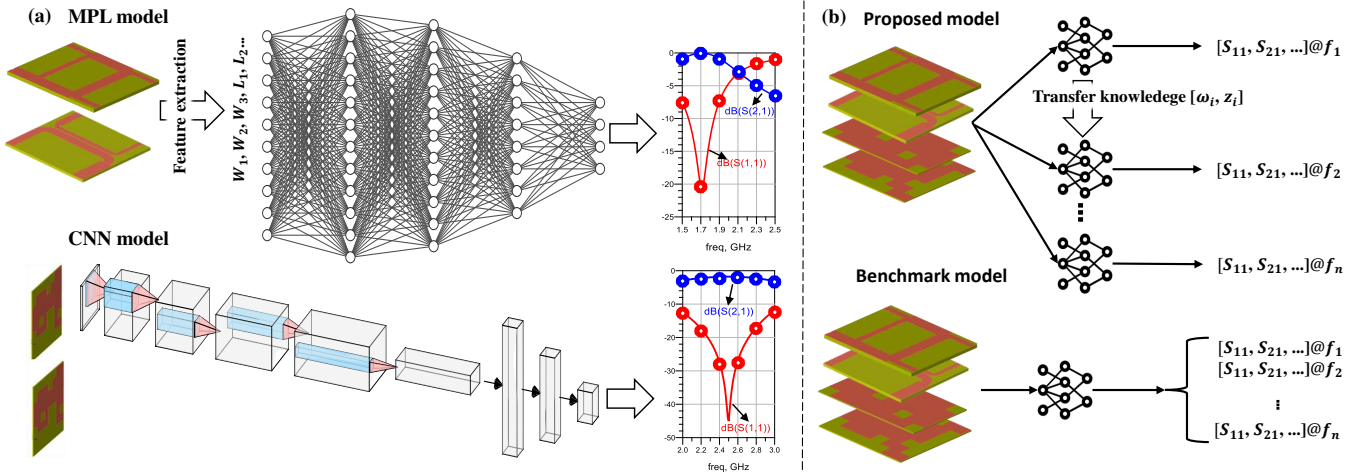 (a) MPL model
Feature extraction
W₁, W₂, W₃, L₁, L₂...
0
-5
-10
-15
-20
-25
dB(S(2,1))
dB(S(1,1))
1.5 1.7 1.9 2.1 2.3 2.5
freq, GHz
CNN model
0
-10
-20
-30
-40
-50
dB(S(2,1))
dB(S(1,1))
2.0 2.2 2.4 2.6 2.8 3.0
freq, GHz
(b) Proposed model
[S₁₁, S₂₁, ...]@f₁
Transfer knowledege [ωᵢ, zᵢ]
[S₁₁, S₂₁, ...]@f₂
[S₁₁, S₂₁, ...]@fₙ
Benchmark model
[S₁₁, S₂₁, ...]@f₁
[S₁₁, S₂₁, ...]@f₂
⋮
[S₁₁, S₂₁, ...]@fₙ